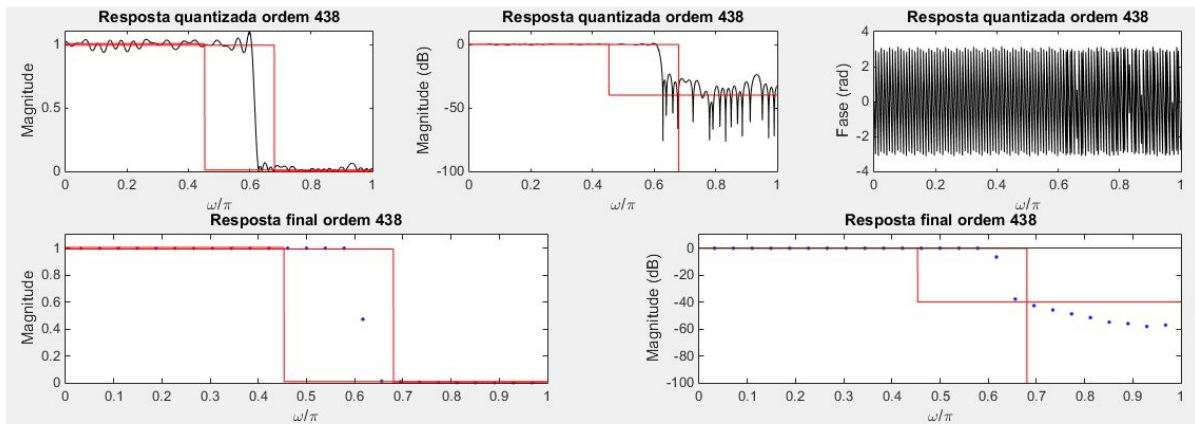 Resposta quantizada ordem 438
Magnitude
1
0.5
0
0 0.2 0.4 0.6 0.8 1
ω/π
Resposta quantizada ordem 438
Magnitude (dB)
0
-50
-100
0 0.2 0.4 0.6 0.8 1
ω/π
Resposta quantizada ordem 438
Fase (rad)
4
2
0
-2
-4
0 0.2 0.4 0.6 0.8 1
ω/π
Resposta final ordem 438
Magnitude
1
0.8
0.6
0.4
0.2
0
0 0.1 0.2 0.3 0.4 0.5 0.6 0.7 0.8 0.9 1
ω/π
Resposta final ordem 438
Magnitude (dB)
0
-20
-40
-60
-80
-100
0 0.1 0.2 0.3 0.4 0.5 0.6 0.7 0.8 0.9 1
ω/π